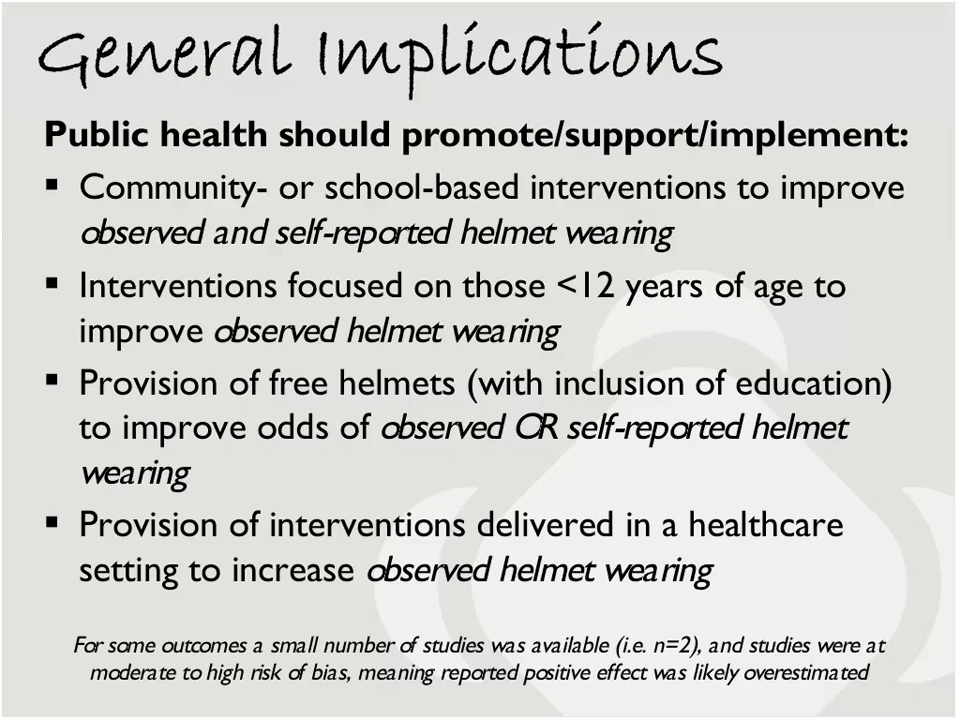 General Implications
Public health should promote/support/implement:
▪ Community- or school-based interventions to improve
observed and self-reported helmet wearing
▪ Interventions focused on those <12 years of age to
improve observed helmet wearing
▪ Provision of free helmets (with inclusion of education)
to improve odds of observed OR self-reported helmet
wearing
▪ Provision of interventions delivered in a healthcare
setting to increase observed helmet wearing
For some outcomes a small number of studies was available (i.e. n=2), and studies were at
moderate to high risk of bias, meaning reported positive effect was likely overestimated